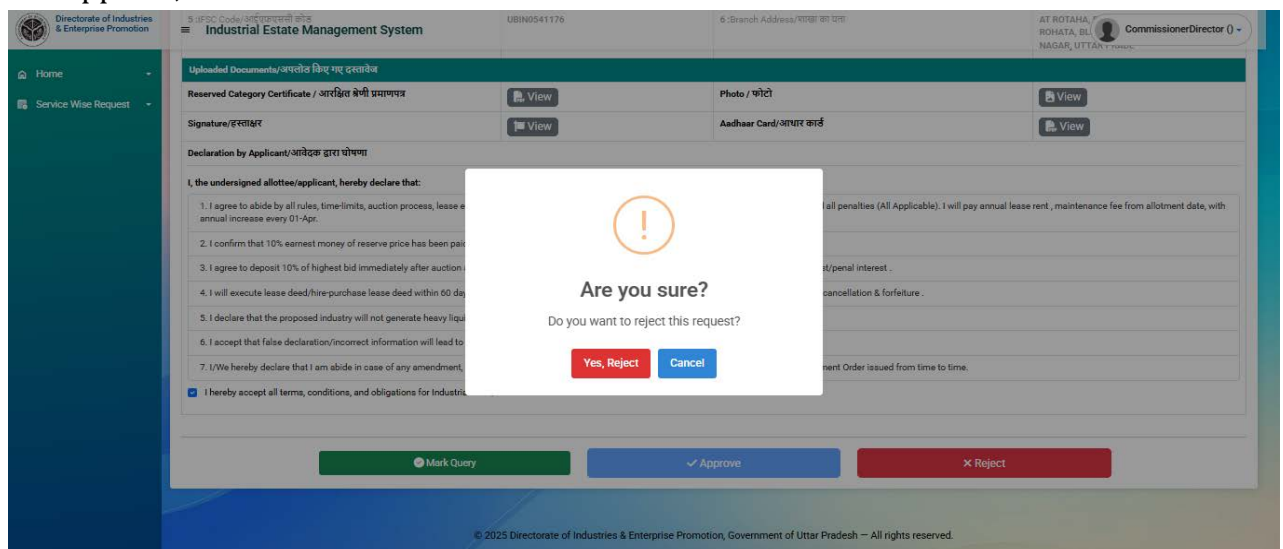 Directorate of Industries
& Enterprise Promotion
5 :IFSC Code/आईएफएससी कोड
UBIN0541176
6 :Branch Address/शाखा का पता
AT ROTAHA,
ROHATA, BL
NAGAR, UTTAR
Industrial Estate Management System
CommissionerDirector ()
Home
Service Wise Request
Uploaded Documents/अपलोड किए गए दस्तावेज
Reserved Category Certificate / आरक्षित श्रेणी प्रमाणपत्र
View
Photo / फोटो
View
Signature/हस्ताक्षर
View
Aadhaar Card/आधार कार्ड
View
Declaration by Applicant/आवेदक द्वारा घोषणा
I, the undersigned allottee/applicant, hereby declare that:
1. I agree to abide by all rules, time-limits, auction process, lease e
all penalties (All Applicable). I will pay annual lease rent , maintenance fee from allotment date, with
annual increase every 01-Apr.
2. I confirm that 10% earnest money of reserve price has been paid
3. I agree to deposit 10% of highest bid immediately after auction
st/penal interest .
4. I will execute lease deed/hire-purchase lease deed within 60 day
cancellation & forfeiture .
5. I declare that the proposed industry will not generate heavy liqui
6. I accept that false declaration/incorrect information will lead to
7. I/We hereby declare that I am abide in case of any amendment,
ment Order issued from time to time.
I hereby accept all terms, conditions, and obligations for Industri
Are you sure?
Do you want to reject this request?
Yes, Reject
Cancel
Mark Query
Approve
Reject
© 2025 Directorate of Industries & Enterprise Promotion, Government of Uttar Pradesh — All rights reserved.